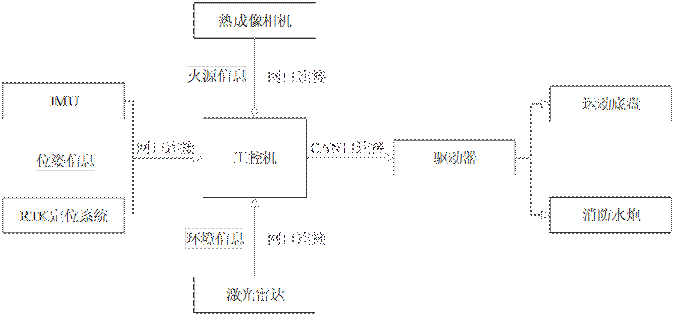 热成像相机
火源信息 网口连接
IMU
位姿信息
RTK定位系统
网口连接
工控机
CAN口连接
驱动器
运动底盘
消防水炮
环境信息 网口连接
激光雷达